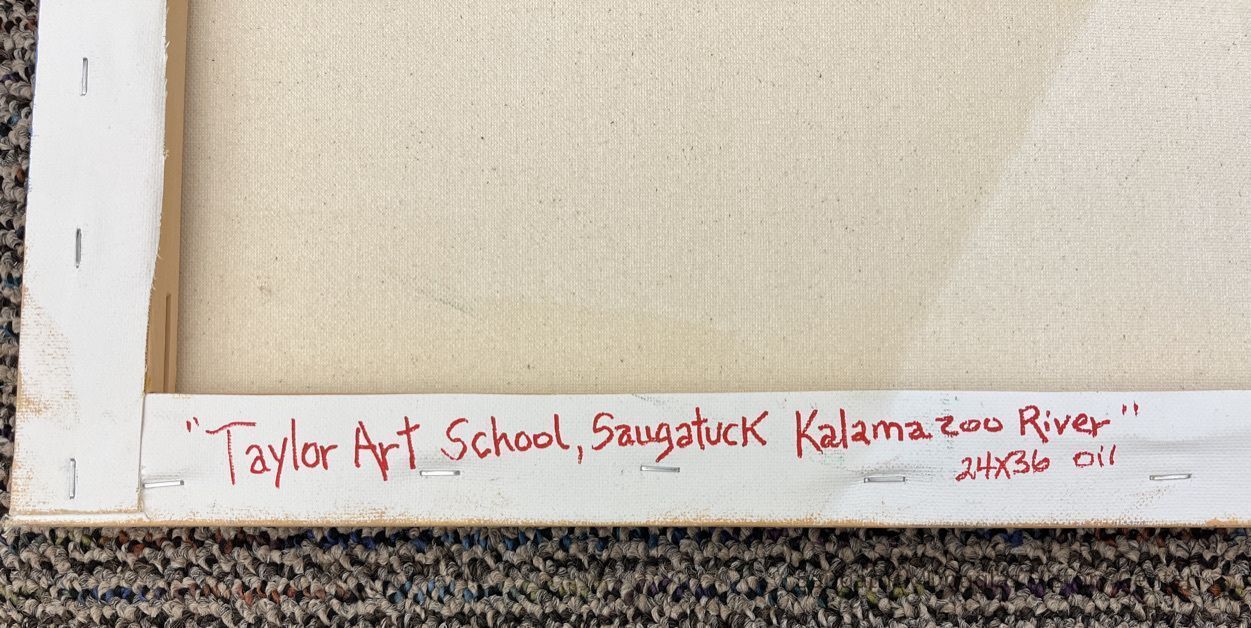 "Taylor Art School, Saugatuck Kalamazoo River"
24X36 oil